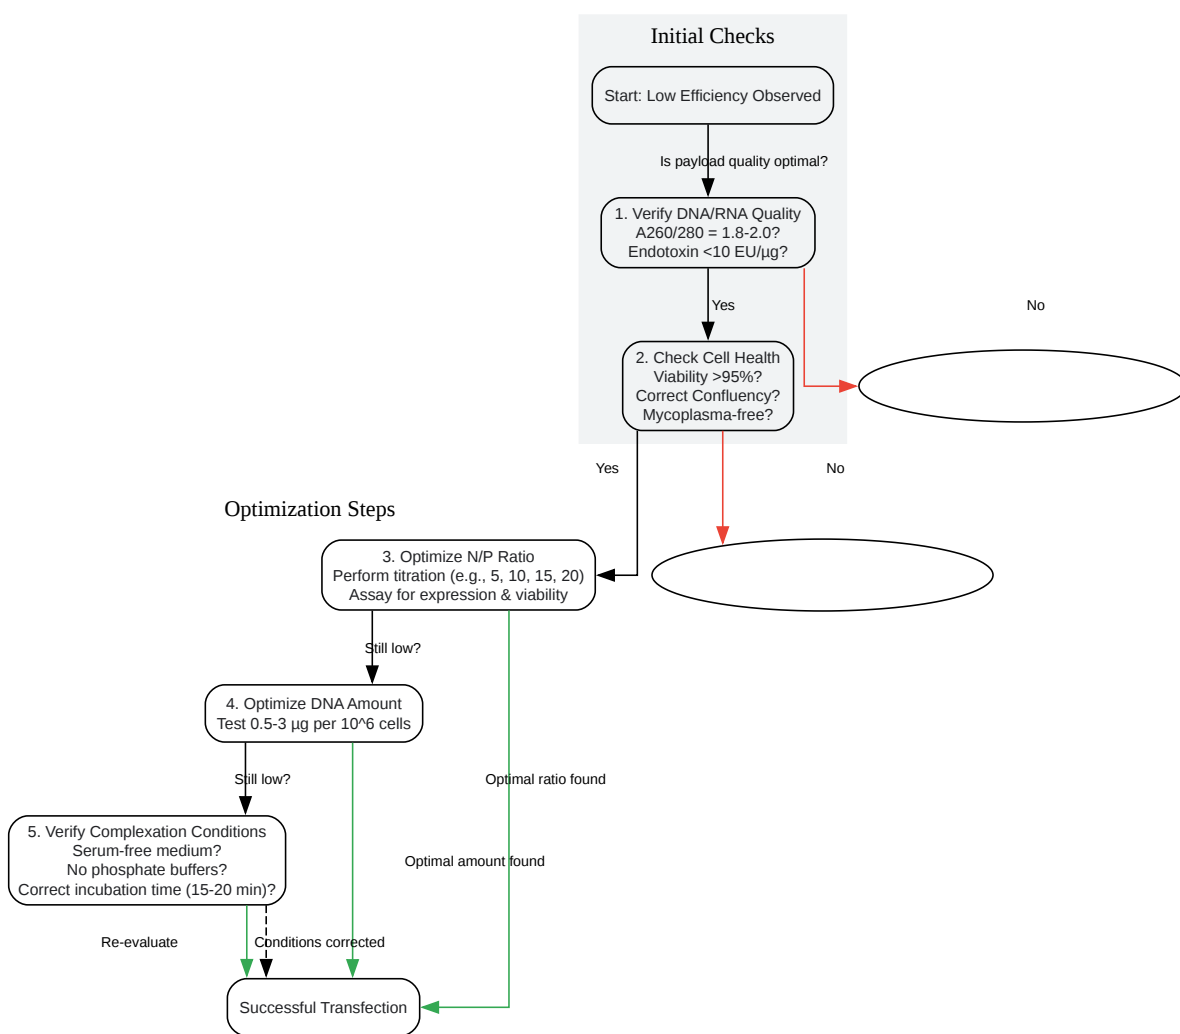 Initial Checks
Start: Low Efficiency Observed
Is payload quality optimal?
1. Verify DNA/RNA Quality
A260/280 = 1.8-2.0?
Endotoxin <10 EU/µg?
Yes
No
2. Check Cell Health
Viability >95%?
Correct Confluency?
Mycoplasma-free?
Yes
No
Optimization Steps
3. Optimize N/P Ratio
Perform titration (e.g., 5, 10, 15, 20)
Assay for expression & viability
Still low?
4. Optimize DNA Amount
Test 0.5-3 µg per 10^6 cells
Still low?
Optimal ratio found
5. Verify Complexation Conditions
Serum-free medium?
No phosphate buffers?
Correct incubation time (15-20 min)?
Optimal amount found
Re-evaluate
Conditions corrected
Successful Transfection